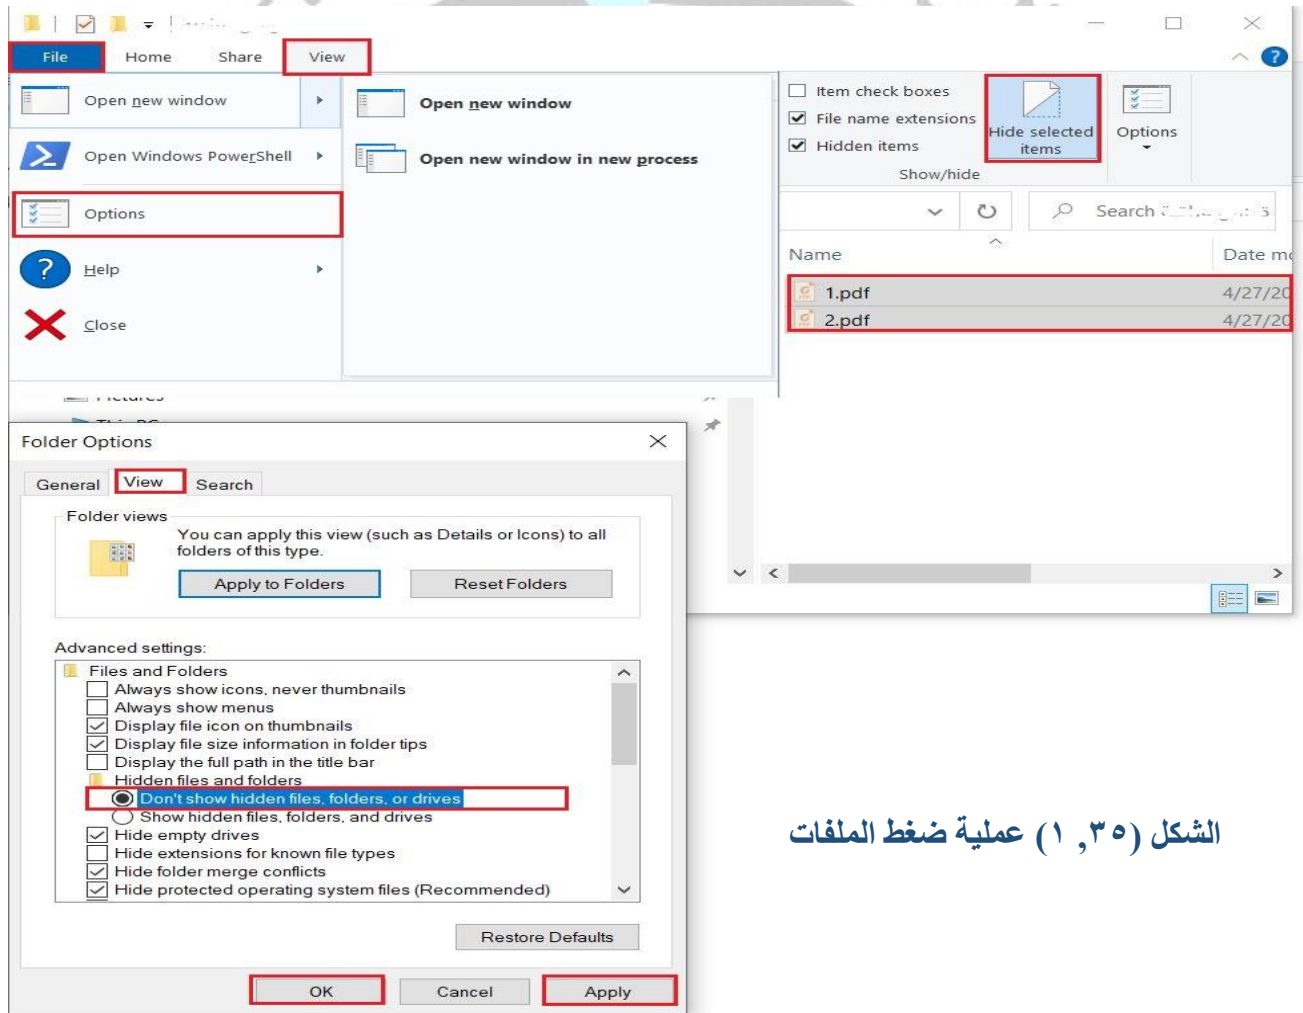 File
Home
Share
View
Open new window
Open Windows PowerShell
Options
Help
Close
Open new window
Open new window in new process
Item check boxes
File name extensions
Hidden items
Hide selected
items
Options
Show/hide
Search
Name
Date mo
1.pdf
4/27/20
2.pdf
4/27/20
Folder Options
General
View
Search
Folder views
You can apply this view (such as Details or Icons) to all
folders of this type.
Apply to Folders
Reset Folders
Advanced settings:
Files and Folders
Always show icons, never thumbnails
Always show menus
Display file icon on thumbnails
Display file size information in folder tips
Display the full path in the title bar
Hidden files and folders
Don't show hidden files, folders, or drives
Show hidden files, folders, and drives
Hide empty drives
Hide extensions for known file types
Hide folder merge conflicts
Hide protected operating system files (Recommended)
Restore Defaults
OK
Cancel
Apply
الشكل (٣٥, ١) عملية ضغط الملفات